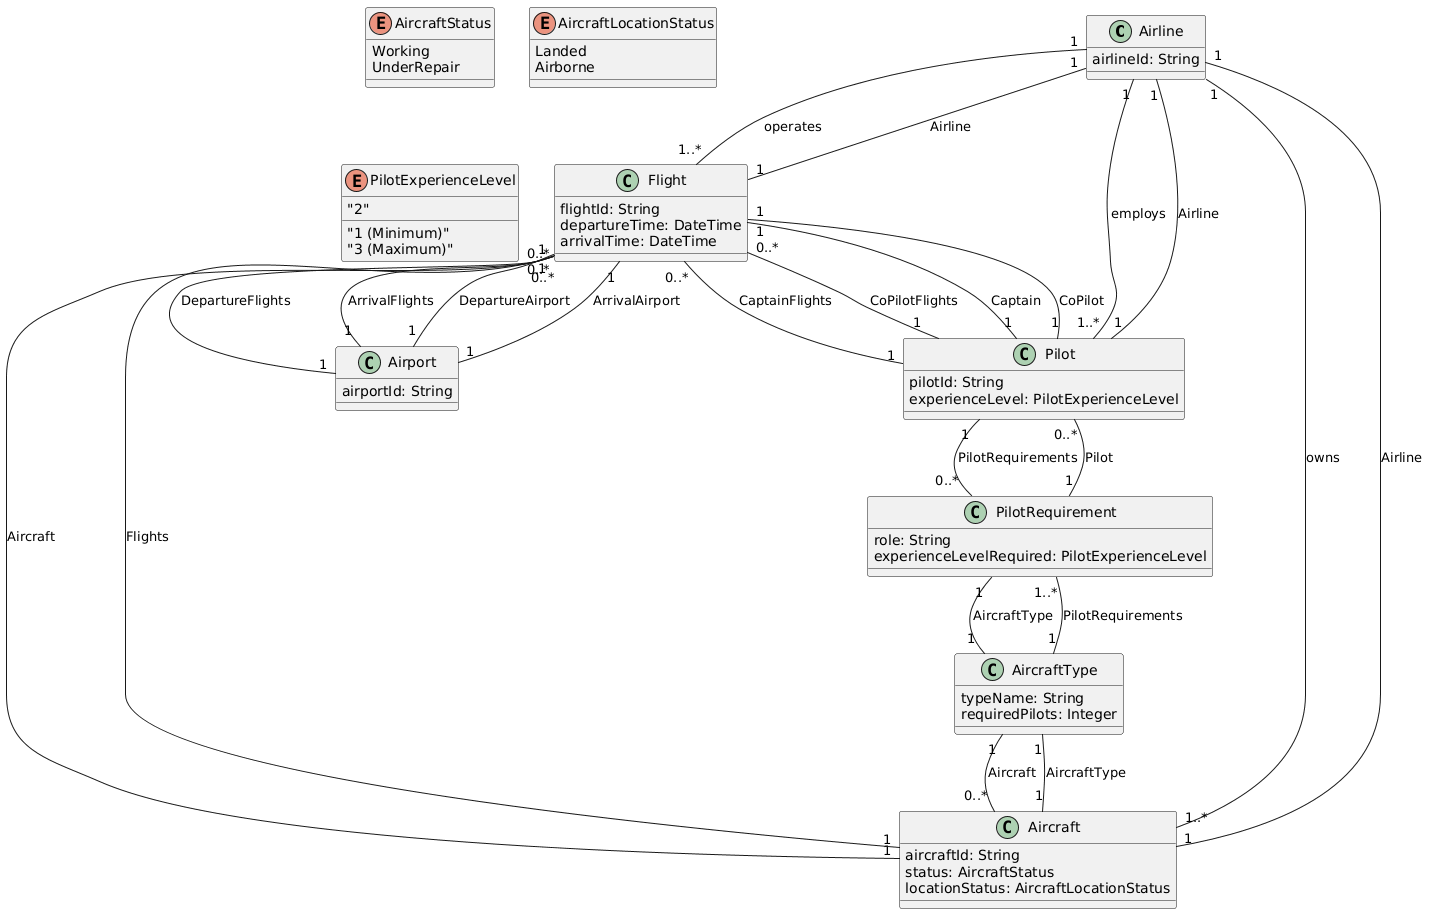 E AircraftStatus
Working
UnderRepair
E AircraftLocationStatus
Landed
Airborne
C Airline
airlineId: String
1
1
1
1
1
1
operates
Airline
1..*
1
E PilotExperienceLevel
"2"
"1 (Minimum)"
"3 (Maximum)"
C Flight
flightId: String
departureTime: DateTime
arrivalTime: DateTime
employs
Airline
1
1
0..*
0..*
1
0..*
1
0..*
1
0..*
DepartureFlights
ArrivalFlights
DepartureAirport
ArrivalAirport
CaptainFlights
CoPilotFlights
Captain
CoPilot
1
1
1
1
1
1
1
1
1..*
1
C Airport
airportId: String
C Pilot
pilotId: String
experienceLevel: PilotExperienceLevel
1
0..*
PilotRequirements
Pilot
owns
Airline
0..*
1
C PilotRequirement
role: String
experienceLevelRequired: PilotExperienceLevel
Aircraft
Flights
1
1..*
AircraftType
PilotRequirements
1
1
C AircraftType
typeName: String
requiredPilots: Integer
1
1
Aircraft
AircraftType
0..*
1
1..*
1
1
1
C Aircraft
aircraftId: String
status: AircraftStatus
locationStatus: AircraftLocationStatus